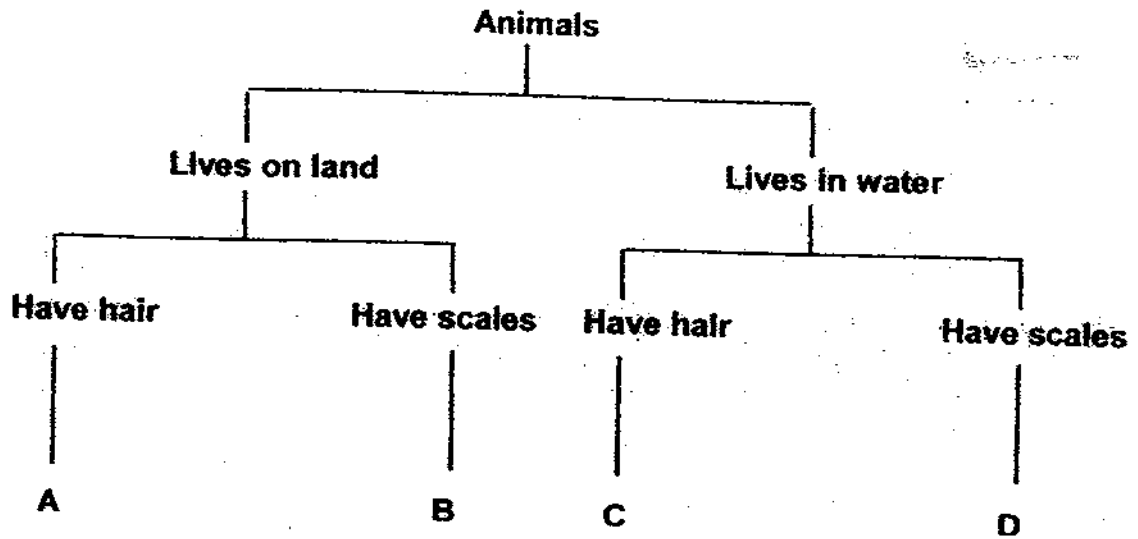 Animals
Lives on land
Lives in water
Have hair
Have scales
Have hair
Have scales
A
B
C
D